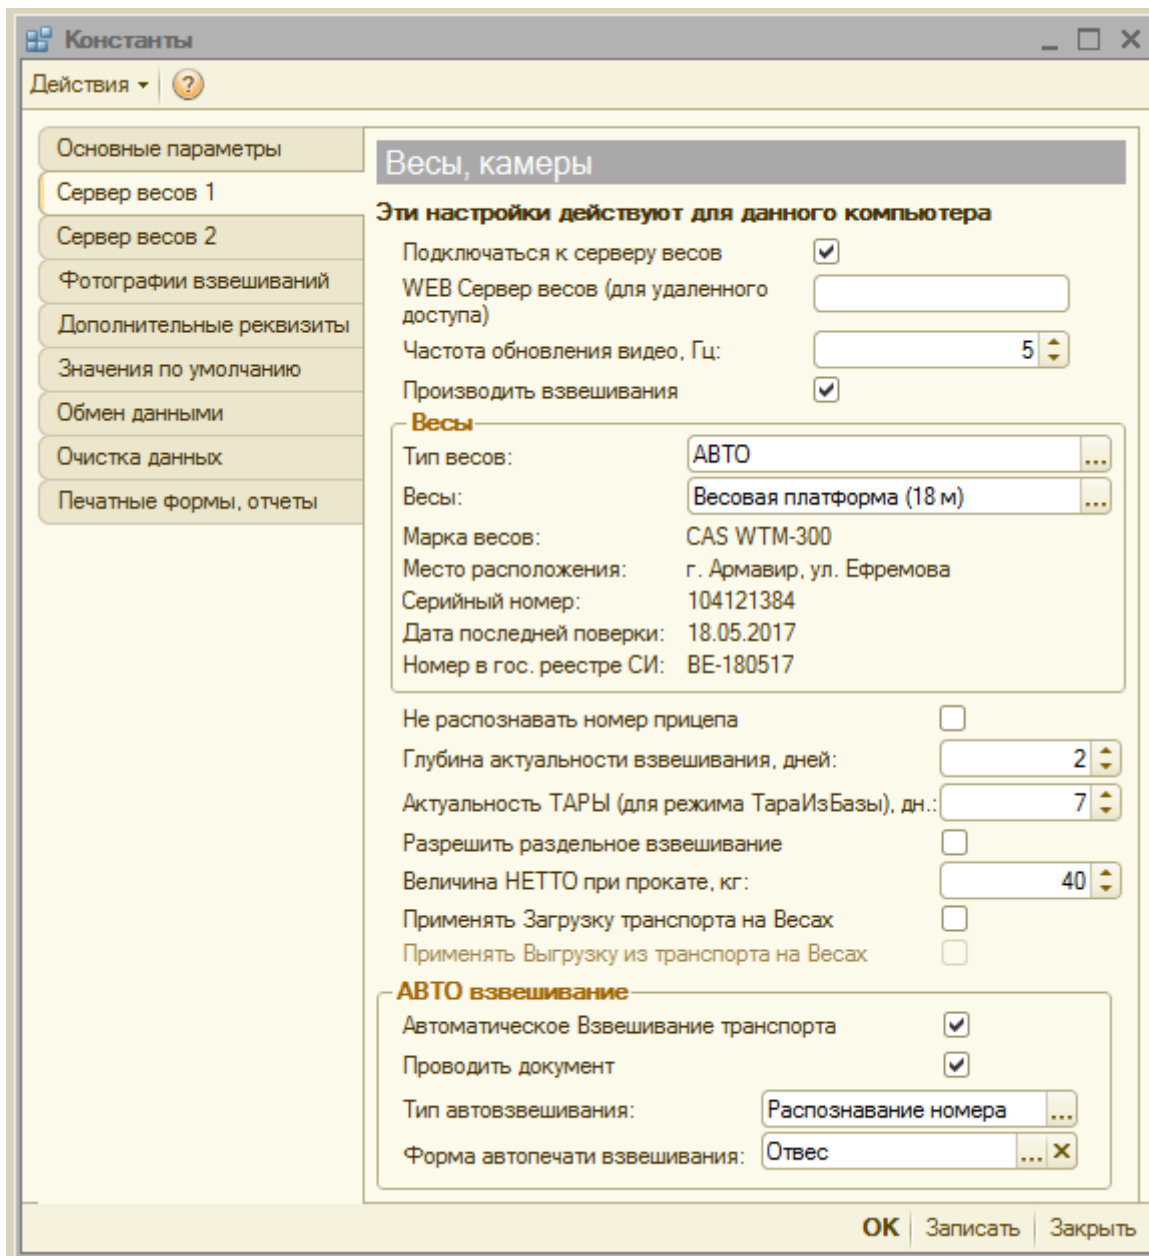 Константы
Действия
Основные параметры
Сервер весов 1
Сервер весов 2
Фотографии взвешиваний
Дополнительные реквизиты
Значения по умолчанию
Обмен данными
Очистка данных
Печатные формы, отчеты
Весы, камеры
Эти настройки действуют для данного компьютера
Подключаться к серверу весов
WEB Сервер весов (для удаленного
доступа)
Частота обновления видео, Гц: 5
Производить взвешивания
Весы
Тип весов: АВТО ...
Весы: Весовая платформа (18 м) ...
Марка весов: CAS WTM-300
Место расположения: г. Армавир, ул. Ефремова
Серийный номер: 104121384
Дата последней поверки: 18.05.2017
Номер в гос. реестре СИ: ВЕ-180517
Не распознавать номер прицепа
Глубина актуальности взвешивания, дней: 2
Актуальность ТАРЫ (для режима ТараИзБазы), дн.: 7
Разрешить раздельное взвешивание
Величина НЕТТО при прокате, кг: 40
Применять Загрузку транспорта на Весах
Применять Выгрузку из транспорта на Весах
АВТО взвешивание
Автоматическое Взвешивание транспорта
Проводить документ
Тип автовзвешивания: Распознавание номера ...
Форма автопечати взвешивания: Отвес ...
OK Записать Закрыть